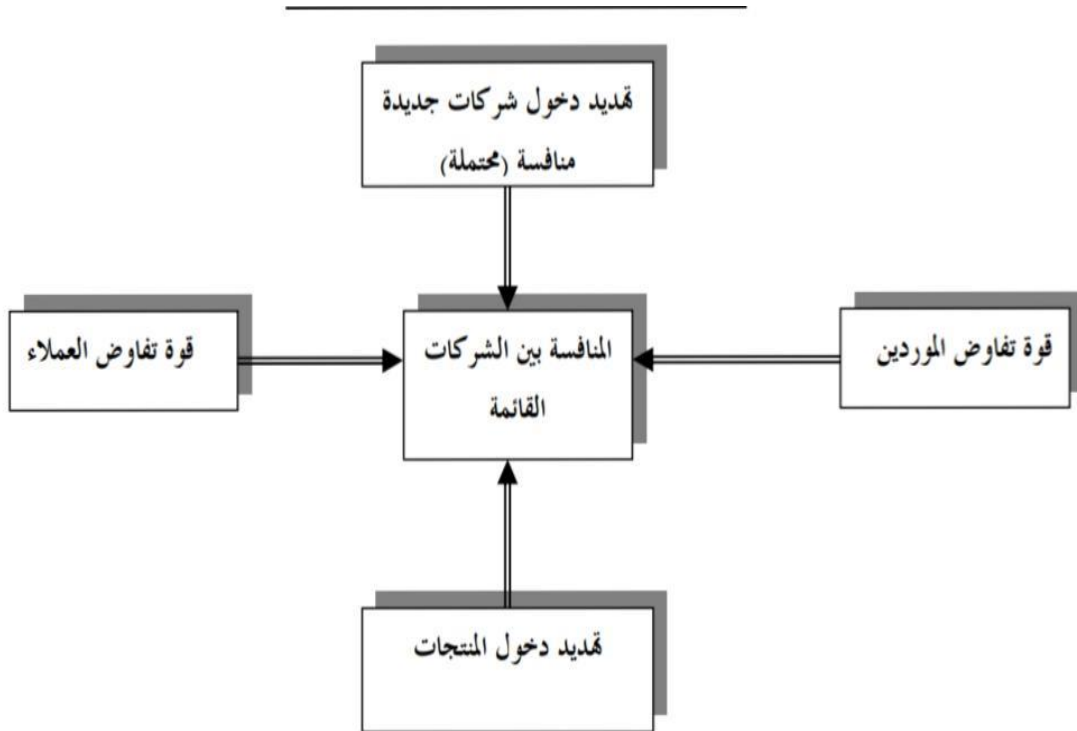 تهديد دخول شركات جديدة
منافسة (محتملة)
قوة تفاوض الموردين
المنافسة بين الشركات
القائمة
قوة تفاوض العملاء
تهديد دخول المنتجات